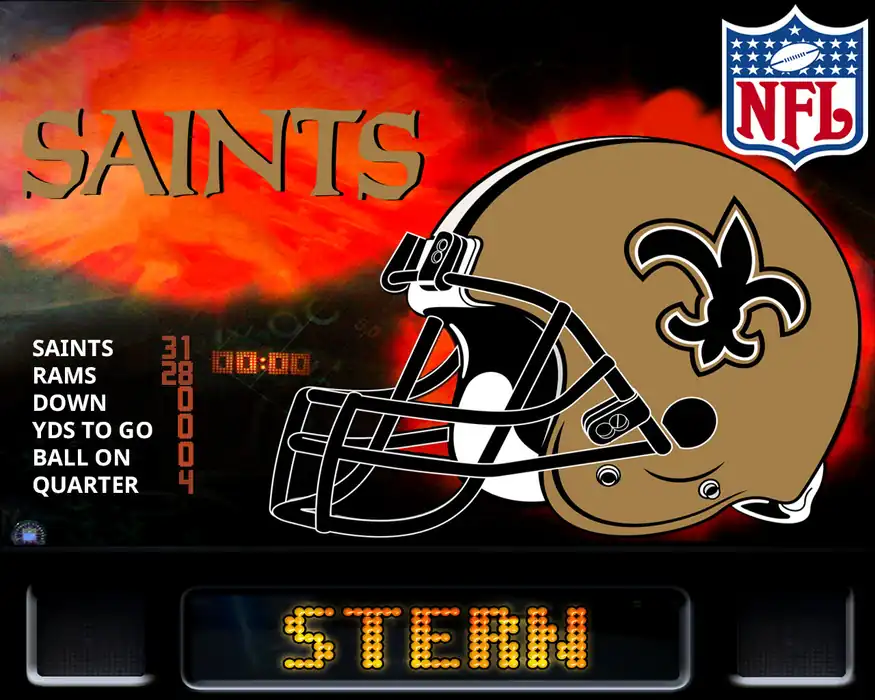 NFL
SAINTS
SAINTS 31
00:00
RAMS 28
DOWN 0
YDS TO GO 0
BALL ON 0
QUARTER 4
STERN